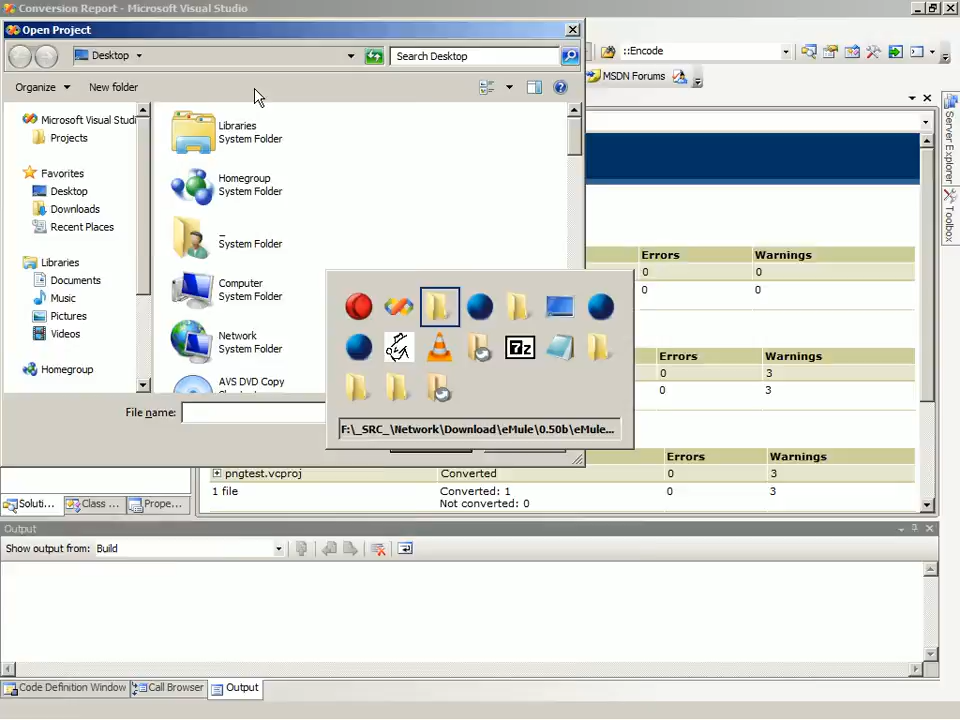 Conversion Report - Microsoft Visual Studio
Open Project
Desktop
Search Desktop
::Encode
Organize
New folder
MSDN Forums
Microsoft Visual Studi
Projects
Favorites
Desktop
Downloads
Recent Places
Libraries
Documents
Music
Pictures
Videos
Homegroup
Libraries
System Folder
Homegroup
System Folder
_
System Folder
Computer
System Folder
Network
System Folder
AVS DVD Copy
File name:
F:\_SRC_\Network\Download\eMule\0.50b\eMule...
7z
Server Explorer
Toolbox
Errors
Warnings
0
0
0
0
Errors
Warnings
0
3
0
3
Errors
Warnings
pngtest.vcproj
Converted
0
3
1 file
Converted: 1
0
3
Not converted: 0
Soluti...
Class ...
Prope...
Output
Show output from:
Build
Code Definition Window
Call Browser
Output